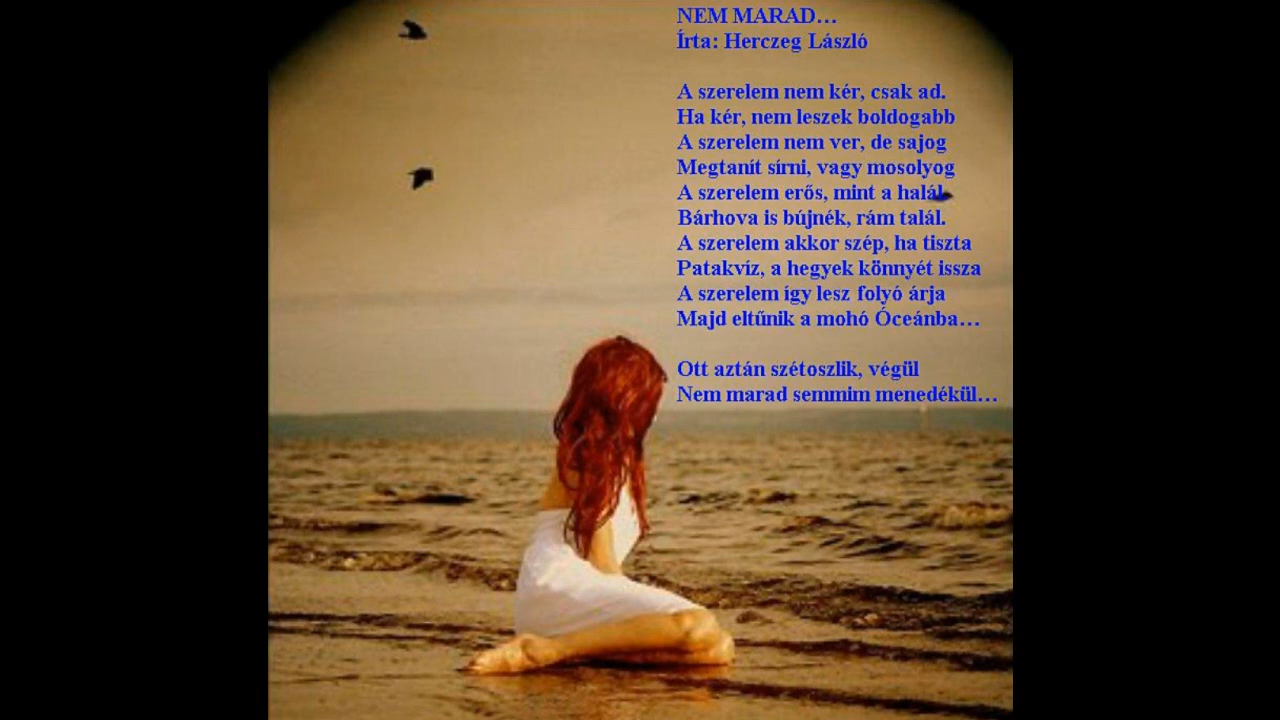 NEM MARAD…
Írta: Herczeg László
A szerelem nem kér, csak ad.
Ha kér, nem leszek boldogabb
A szerelem nem ver, de sajog
Megtanít sírni, vagy mosolyog
A szerelem erős, mint a halál.
Bárhova is bújnék, rám talál.
A szerelem akkor szép, ha tiszta
Patakvíz, a hegyek könnyét issza
A szerelem így lesz folyó árja
Majd eltűnik a mohó Óceánba…
Ott aztán szétoszlik, végül
Nem marad semmim menedékül…